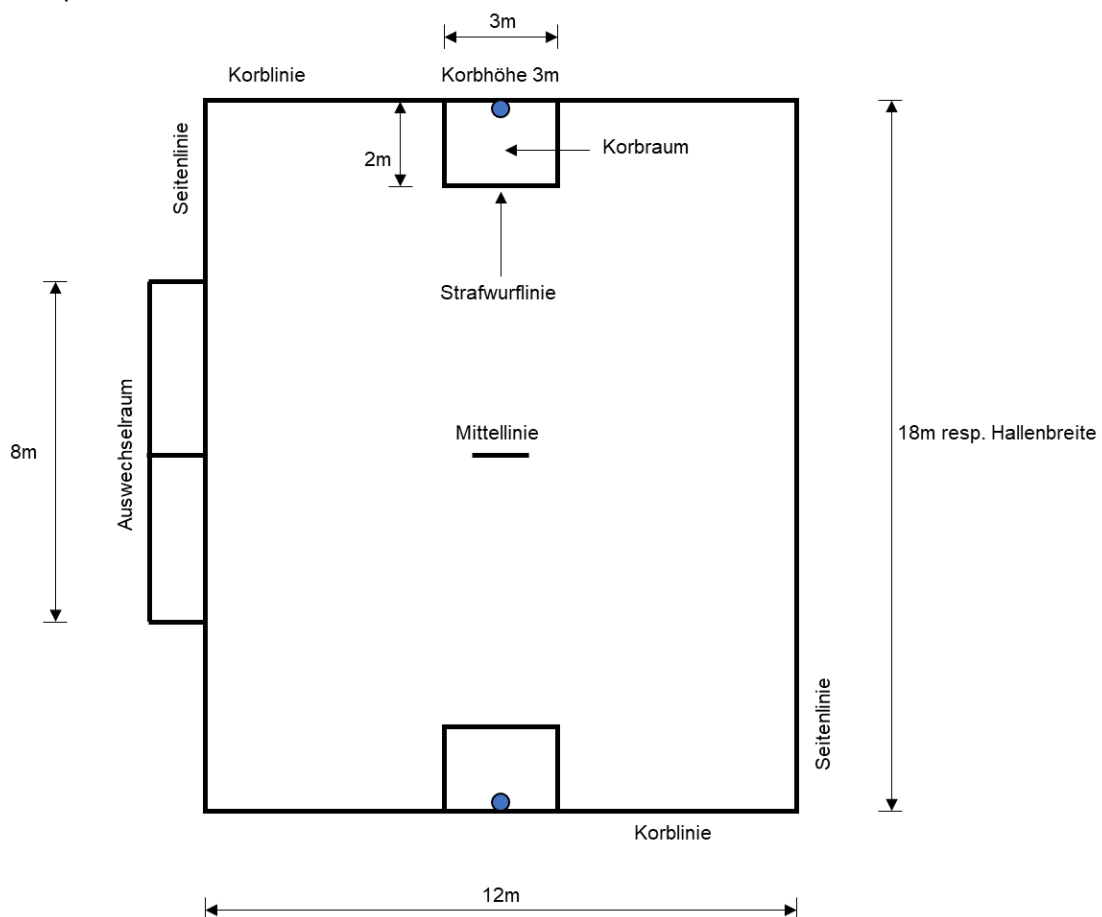 3m
Korblinie
Korbhöhe 3m
Seitenlinie
2m
Korbraum
Strafwurflinie
Auswechselraum
8m
Mittellinie
18m resp. Hallenbreite
Seitenlinie
Korblinie
12m